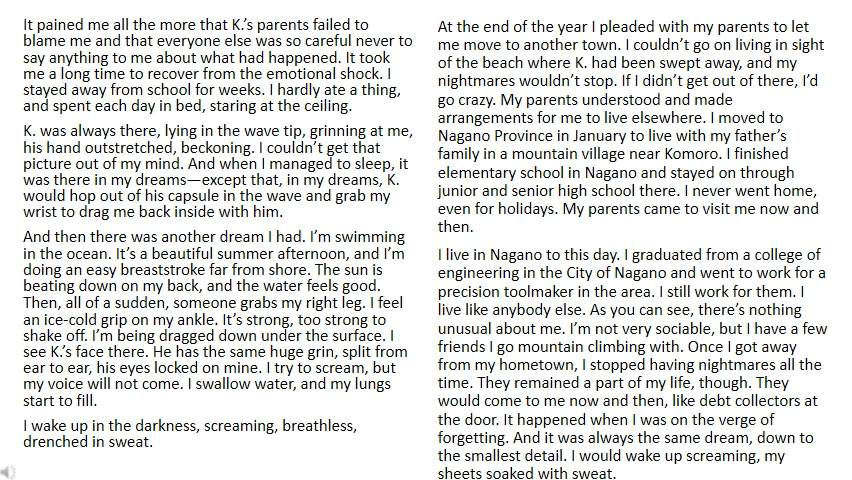 It pained me all the more that K.’s parents failed to
blame me and that everyone else was so careful never to
say anything to me about what had happened. It took
me a long time to recover from the emotional shock. I
stayed away from school for weeks. I hardly ate a thing,
and spent each day in bed, staring at the ceiling.
K. was always there, lying in the wave tip, grinning at me,
his hand outstretched, beckoning. I couldn’t get that
picture out of my mind. And when I managed to sleep, it
was there in my dreams—except that, in my dreams, K.
would hop out of his capsule in the wave and grab my
wrist to drag me back inside with him.
And then there was another dream I had. I’m swimming
in the ocean. It’s a beautiful summer afternoon, and I’m
doing an easy breaststroke far from shore. The sun is
beating down on my back, and the water feels good.
Then, all of a sudden, someone grabs my right leg. I feel
an ice-cold grip on my ankle. It’s strong, too strong to
shake off. I’m being dragged down under the surface. I
see K.’s face there. He has the same huge grin, split from
ear to ear, his eyes locked on mine. I try to scream, but
my voice will not come. I swallow water, and my lungs
start to fill.
I wake up in the darkness, screaming, breathless,
drenched in sweat.
At the end of the year I pleaded with my parents to let
me move to another town. I couldn’t go on living in sight
of the beach where K. had been swept away, and my
nightmares wouldn’t stop. If I didn’t get out of there, I’d
go crazy. My parents understood and made
arrangements for me to live elsewhere. I moved to
Nagano Province in January to live with my father’s
family in a mountain village near Komoro. I finished
elementary school in Nagano and stayed on through
junior and senior high school there. I never went home,
even for holidays. My parents came to visit me now and
then.
I live in Nagano to this day. I graduated from a college of
engineering in the City of Nagano and went to work for a
precision toolmaker in the area. I still work for them. I
live like anybody else. As you can see, there’s nothing
unusual about me. I’m not very sociable, but I have a few
friends I go mountain climbing with. Once I got away
from my hometown, I stopped having nightmares all the
time. They remained a part of my life, though. They
would come to me now and then, like debt collectors at
the door. It happened when I was on the verge of
forgetting. And it was always the same dream, down to
the smallest detail. I would wake up screaming, my
sheets soaked with sweat.